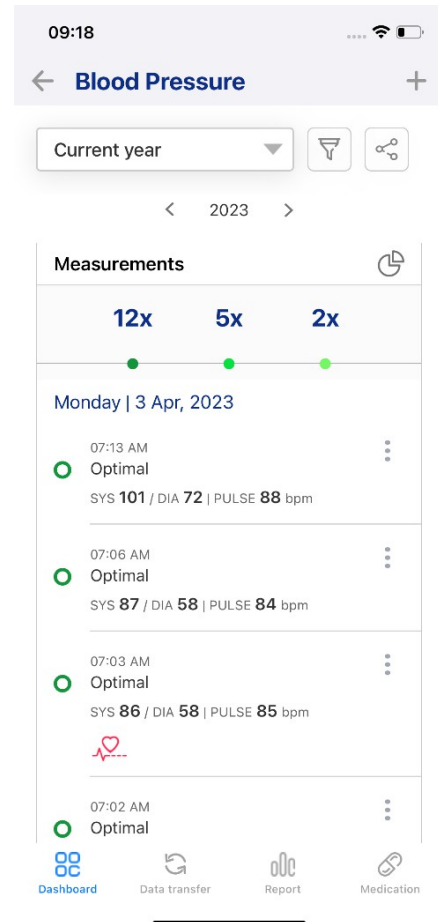 09:18
Blood Pressure
Current year
2023
Measurements
12x 5x 2x
Monday | 3 Apr, 2023
07:13 AM
Optimal
SYS 101 / DIA 72 | PULSE 88 bpm
07:06 AM
Optimal
SYS 87 / DIA 58 | PULSE 84 bpm
07:03 AM
Optimal
SYS 86 / DIA 58 | PULSE 85 bpm
07:02 AM
Optimal
Dashboard Data transfer Report Medication